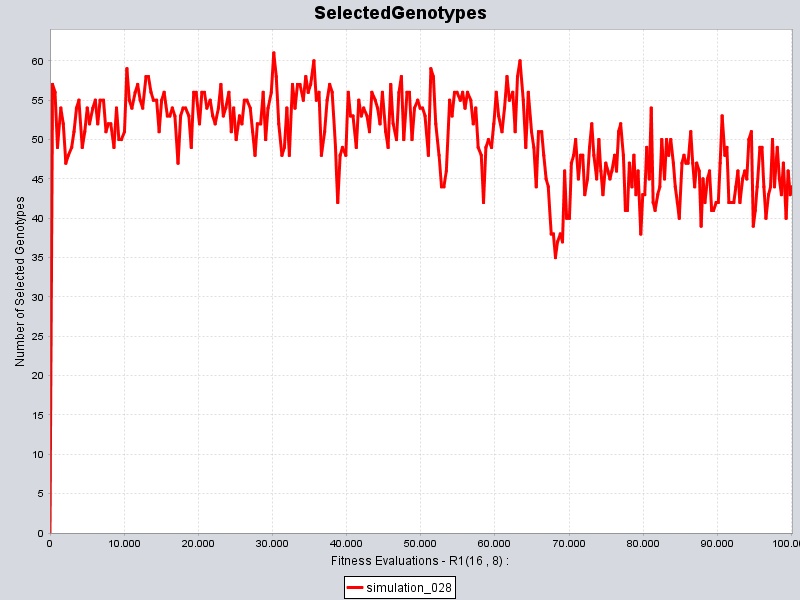 SelectedGenotypes
Number of Selected Genotypes
60
55
50
45
40
35
30
25
20
15
10
5
0
0 10.000 20.000 30.000 40.000 50.000 60.000 70.000 80.000 90.000 100.00
Fitness Evaluations - R1(16 , 8) :
simulation_028